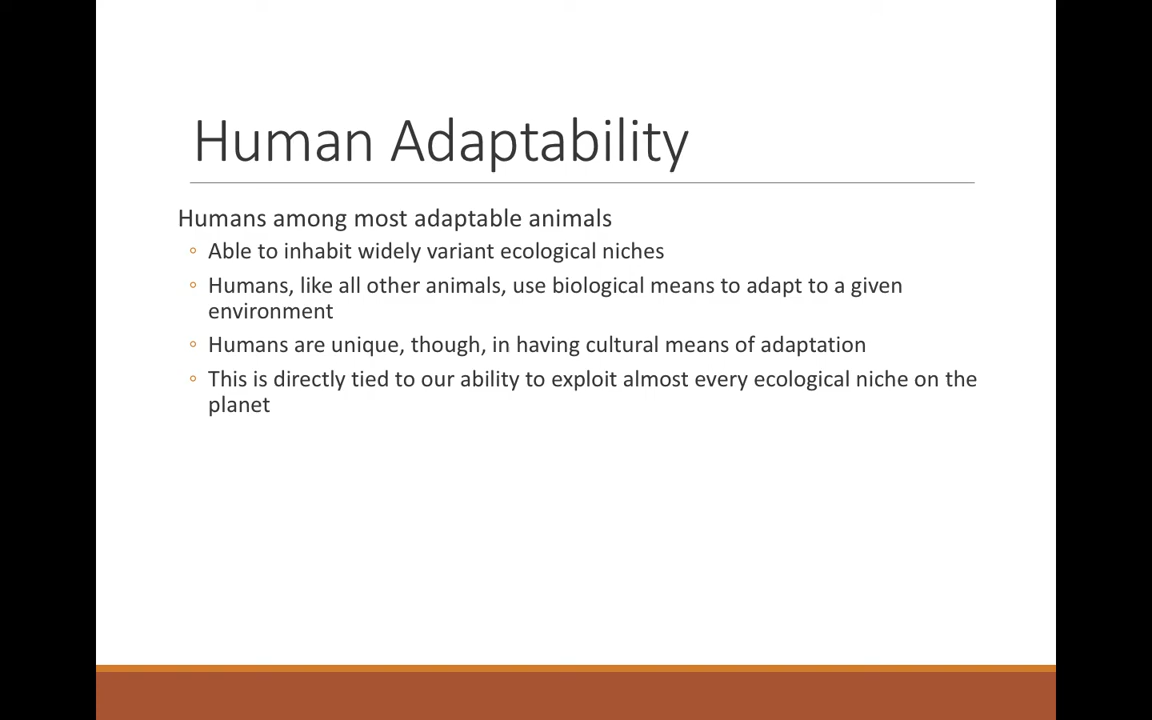 Human Adaptability
Humans among most adaptable animals
◦ Able to inhabit widely variant ecological niches
◦ Humans, like all other animals, use biological means to adapt to a given
environment
◦ Humans are unique, though, in having cultural means of adaptation
◦ This is directly tied to our ability to exploit almost every ecological niche on the
planet